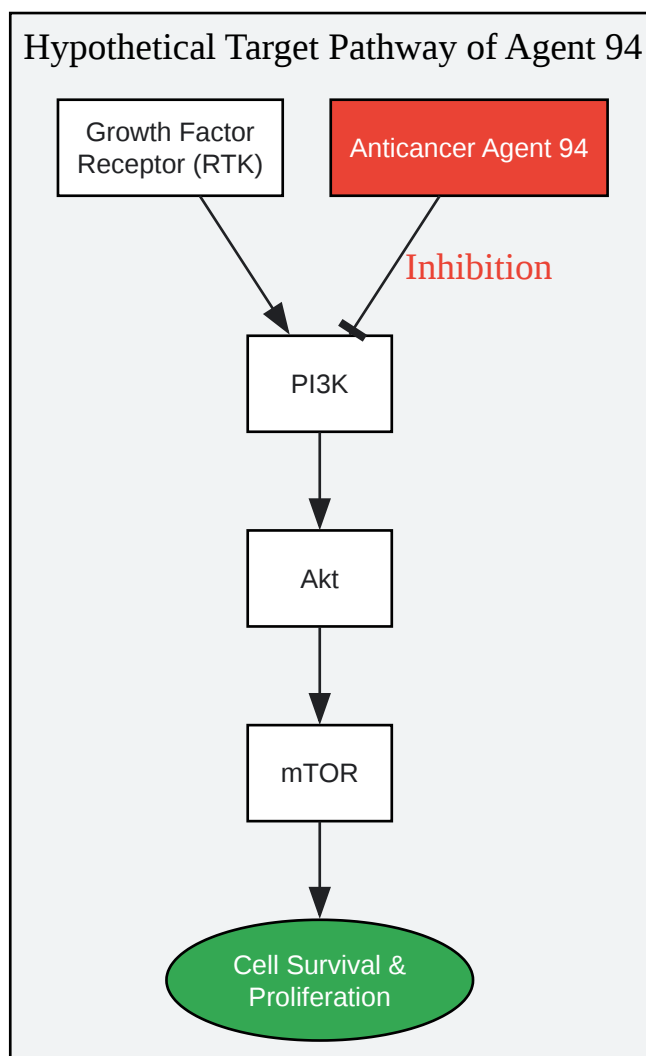 Hypothetical Target Pathway of Agent 94
Growth Factor
Receptor (RTK)
Anticancer Agent 94
Inhibition
PI3K
Akt
mTOR
Cell Survival &
Proliferation